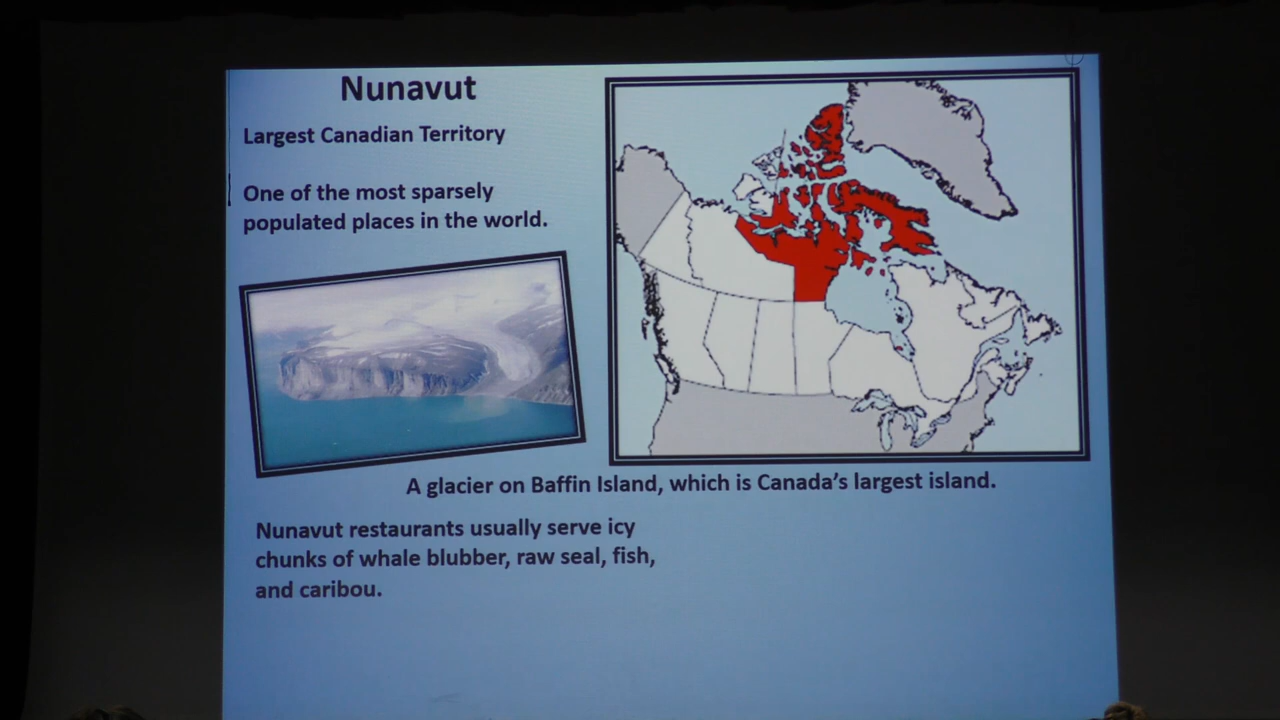 Nunavut
Largest Canadian Territory
One of the most sparsely
populated places in the world.
A glacier on Baffin Island, which is Canada's largest island.
Nunavut restaurants usually serve icy
chunks of whale blubber, raw seal, fish,
and caribou.